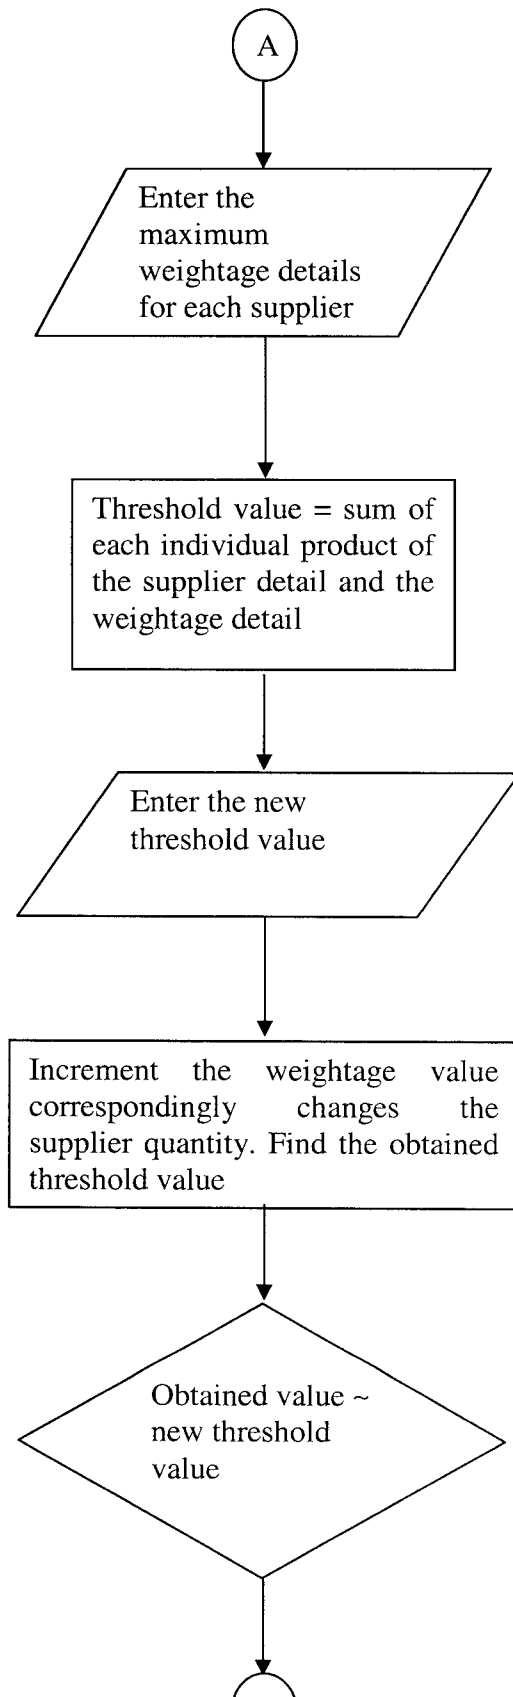 A
Enter the
maximum
weightage details
for each supplier
Threshold value = sum of
each individual product of
the supplier detail and the
weightage detail
Enter the new
threshold value
Increment the weightage value
correspondingly changes the
supplier quantity. Find the obtained
threshold value
Obtained value ~
new threshold
value